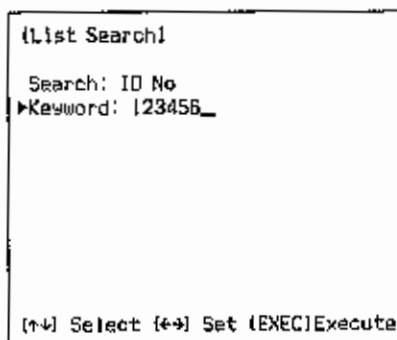 [List Search]
Search: ID No
▶Keyword: 123456_
[↑↓] Select [←→] Set [EXEC]Execute